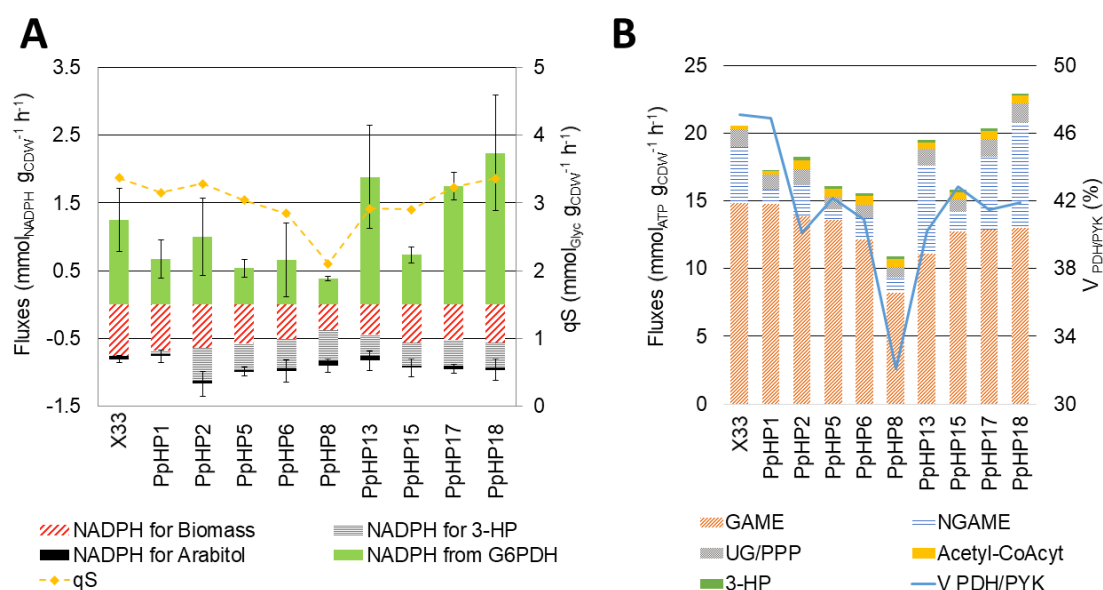 A
B
Fluxes (mmolNADPH gCDW-1 h-1)
3.5
2.5
1.5
0.5
-0.5
-1.5
5
4
3
2
1
0
qS (mmolGlyc gCDW-1 h-1)
X33
PpHP1
PpHP2
PpHP5
PpHP6
PpHP8
PpHP13
PpHP15
PpHP17
PpHP18
NADPH for Biomass
NADPH for 3-HP
NADPH for Arabitol
NADPH from G6PDH
qS
Fluxes (mmolATP gCDW-1 h-1)
25
20
15
10
5
0
50
46
42
38
34
30
V PDH/PYK (%)
X33
PpHP1
PpHP2
PpHP5
PpHP6
PpHP8
PpHP13
PpHP15
PpHP17
PpHP18
GAME
NGAME
UG/PPP
Acetyl-CoAcyt
3-HP
V PDH/PYK